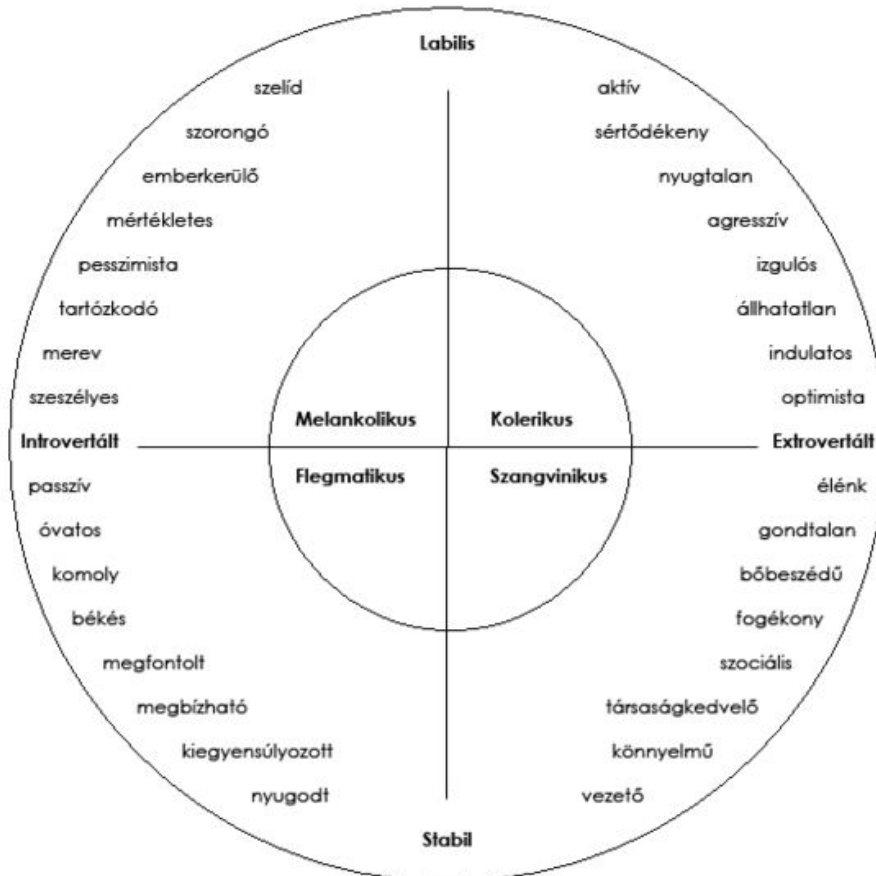 Labilis
szelíd aktív
szorongó sértődékeny
emberkerülő nyugtalan
mértékletes agresszív
pesszimista izgulós
tartózkodó állhatatlan
merev indulatos
szeszélyes optimista
Melankolikus Kolerikus
Introvertált Extrovertált
Flegmatikus Szangvinikus
passzív élénk
óvatos gondtalan
komoly bőbeszédű
békés fogékony
megfontolt szociális
megbízható társaságkedvelő
kiegyensúlyozott könnyelmű
nyugodt vezető
Stabil